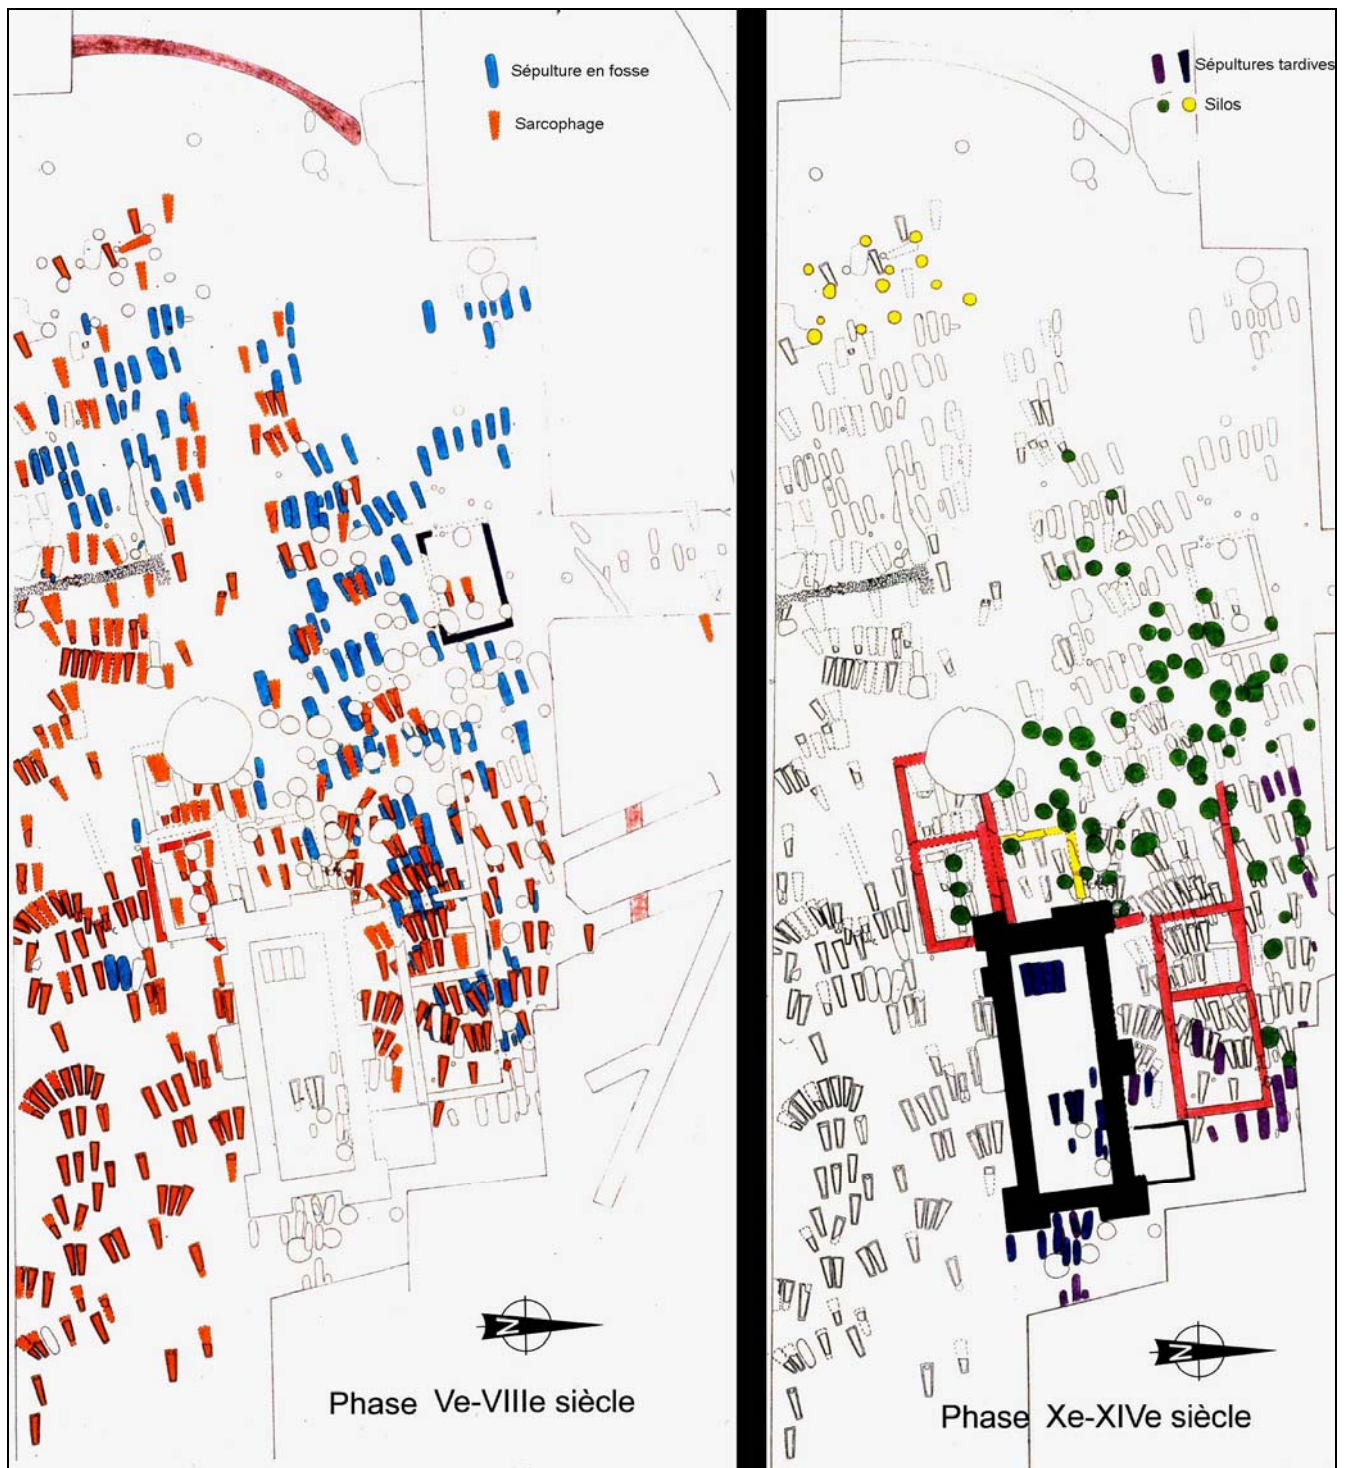 Sépulture en fosse
Sarcophage
N
Phase Ve-VIIIe siècle
Sépultures tardives
Silos
N
Phase Xe-XIVe siècle